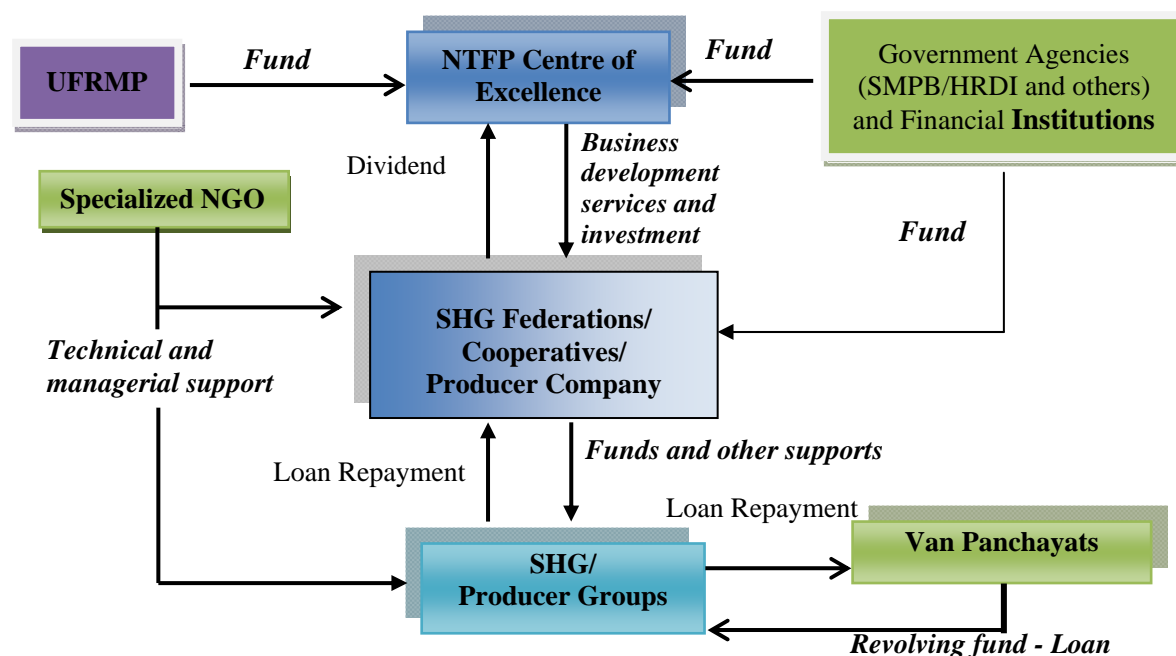 UFRMP
Fund
NTFP Centre of
Excellence
Fund
Government Agencies
(SMPB/HRDI and others)
and Financial Institutions
Dividend
Business
development
services and
investment
Specialized NGO
Fund
SHG Federations/
Cooperatives/
Producer Company
Technical and
managerial support
Loan Repayment
Funds and other supports
Loan Repayment
SHG/
Producer Groups
Van Panchayats
Revolving fund - Loan